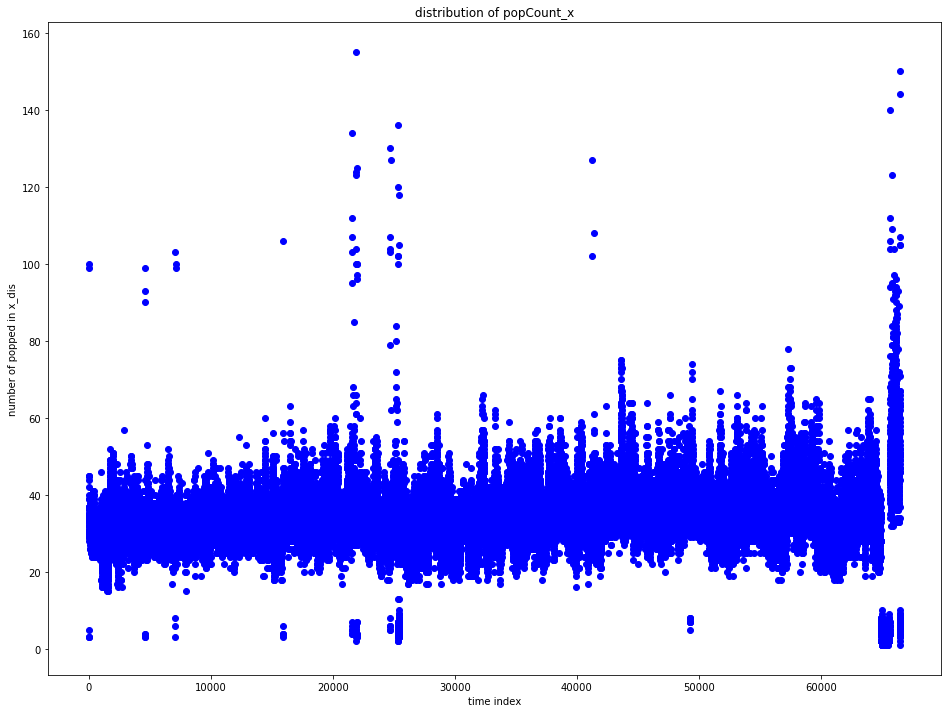 distribution of popCount_x
160
140
120
100
80
60
40
20
0
number of popped in x_dis
0 10000 20000 30000 40000 50000 60000
time index